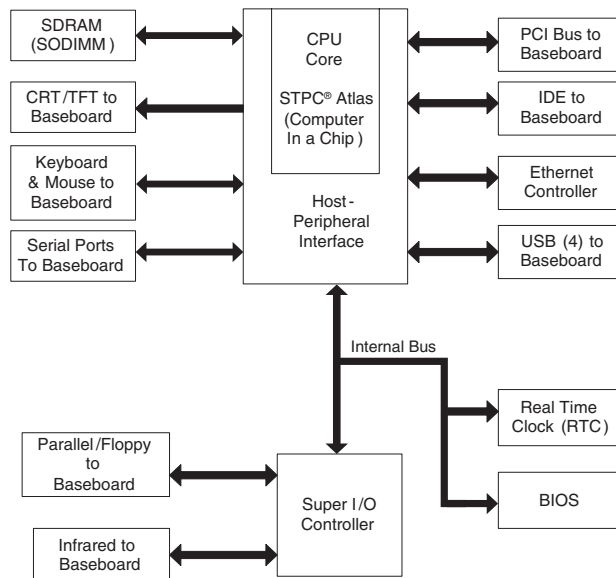 SDRAM
(SODIMM)
CRT/TFT to
Baseboard
Keyboard
& Mouse to
Baseboard
Serial Ports
To Baseboard
CPU
Core
STPC® Atlas
(Computer
In a Chip)
Host-
Peripheral
Interface
PCI Bus to
Baseboard
IDE to
Baseboard
Ethernet
Controller
USB (4) to
Baseboard
Internal Bus
Real Time
Clock (RTC)
BIOS
Parallel/Floppy
to
Baseboard
Super I/O
Controller
Infrared to
Baseboard